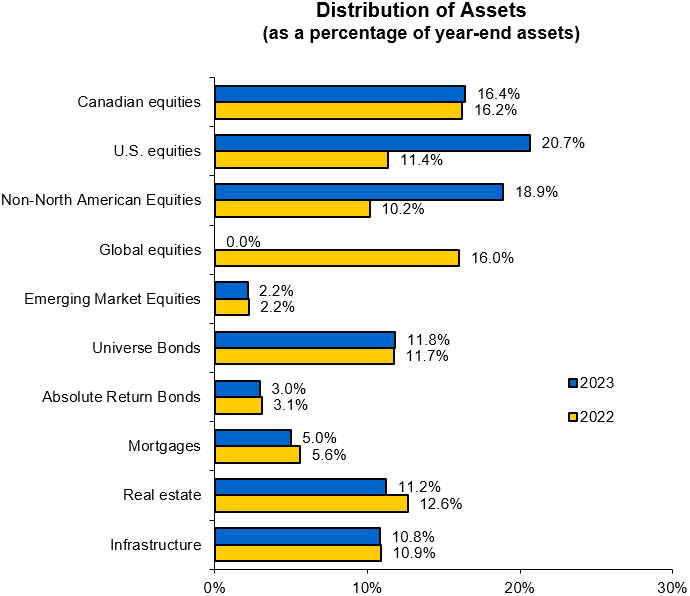 Distribution of Assets
(as a percentage of year-end assets)
Canadian equities
16.4%
16.2%
U.S. equities
20.7%
11.4%
Non-North American Equities
18.9%
10.2%
Global equities
0.0%
16.0%
Emerging Market Equities
2.2%
2.2%
Universe Bonds
11.8%
11.7%
Absolute Return Bonds
3.0%
3.1%
Mortgages
5.0%
5.6%
Real estate
11.2%
12.6%
Infrastructure
10.8%
10.9%
2023
2022
0%
10%
20%
30%